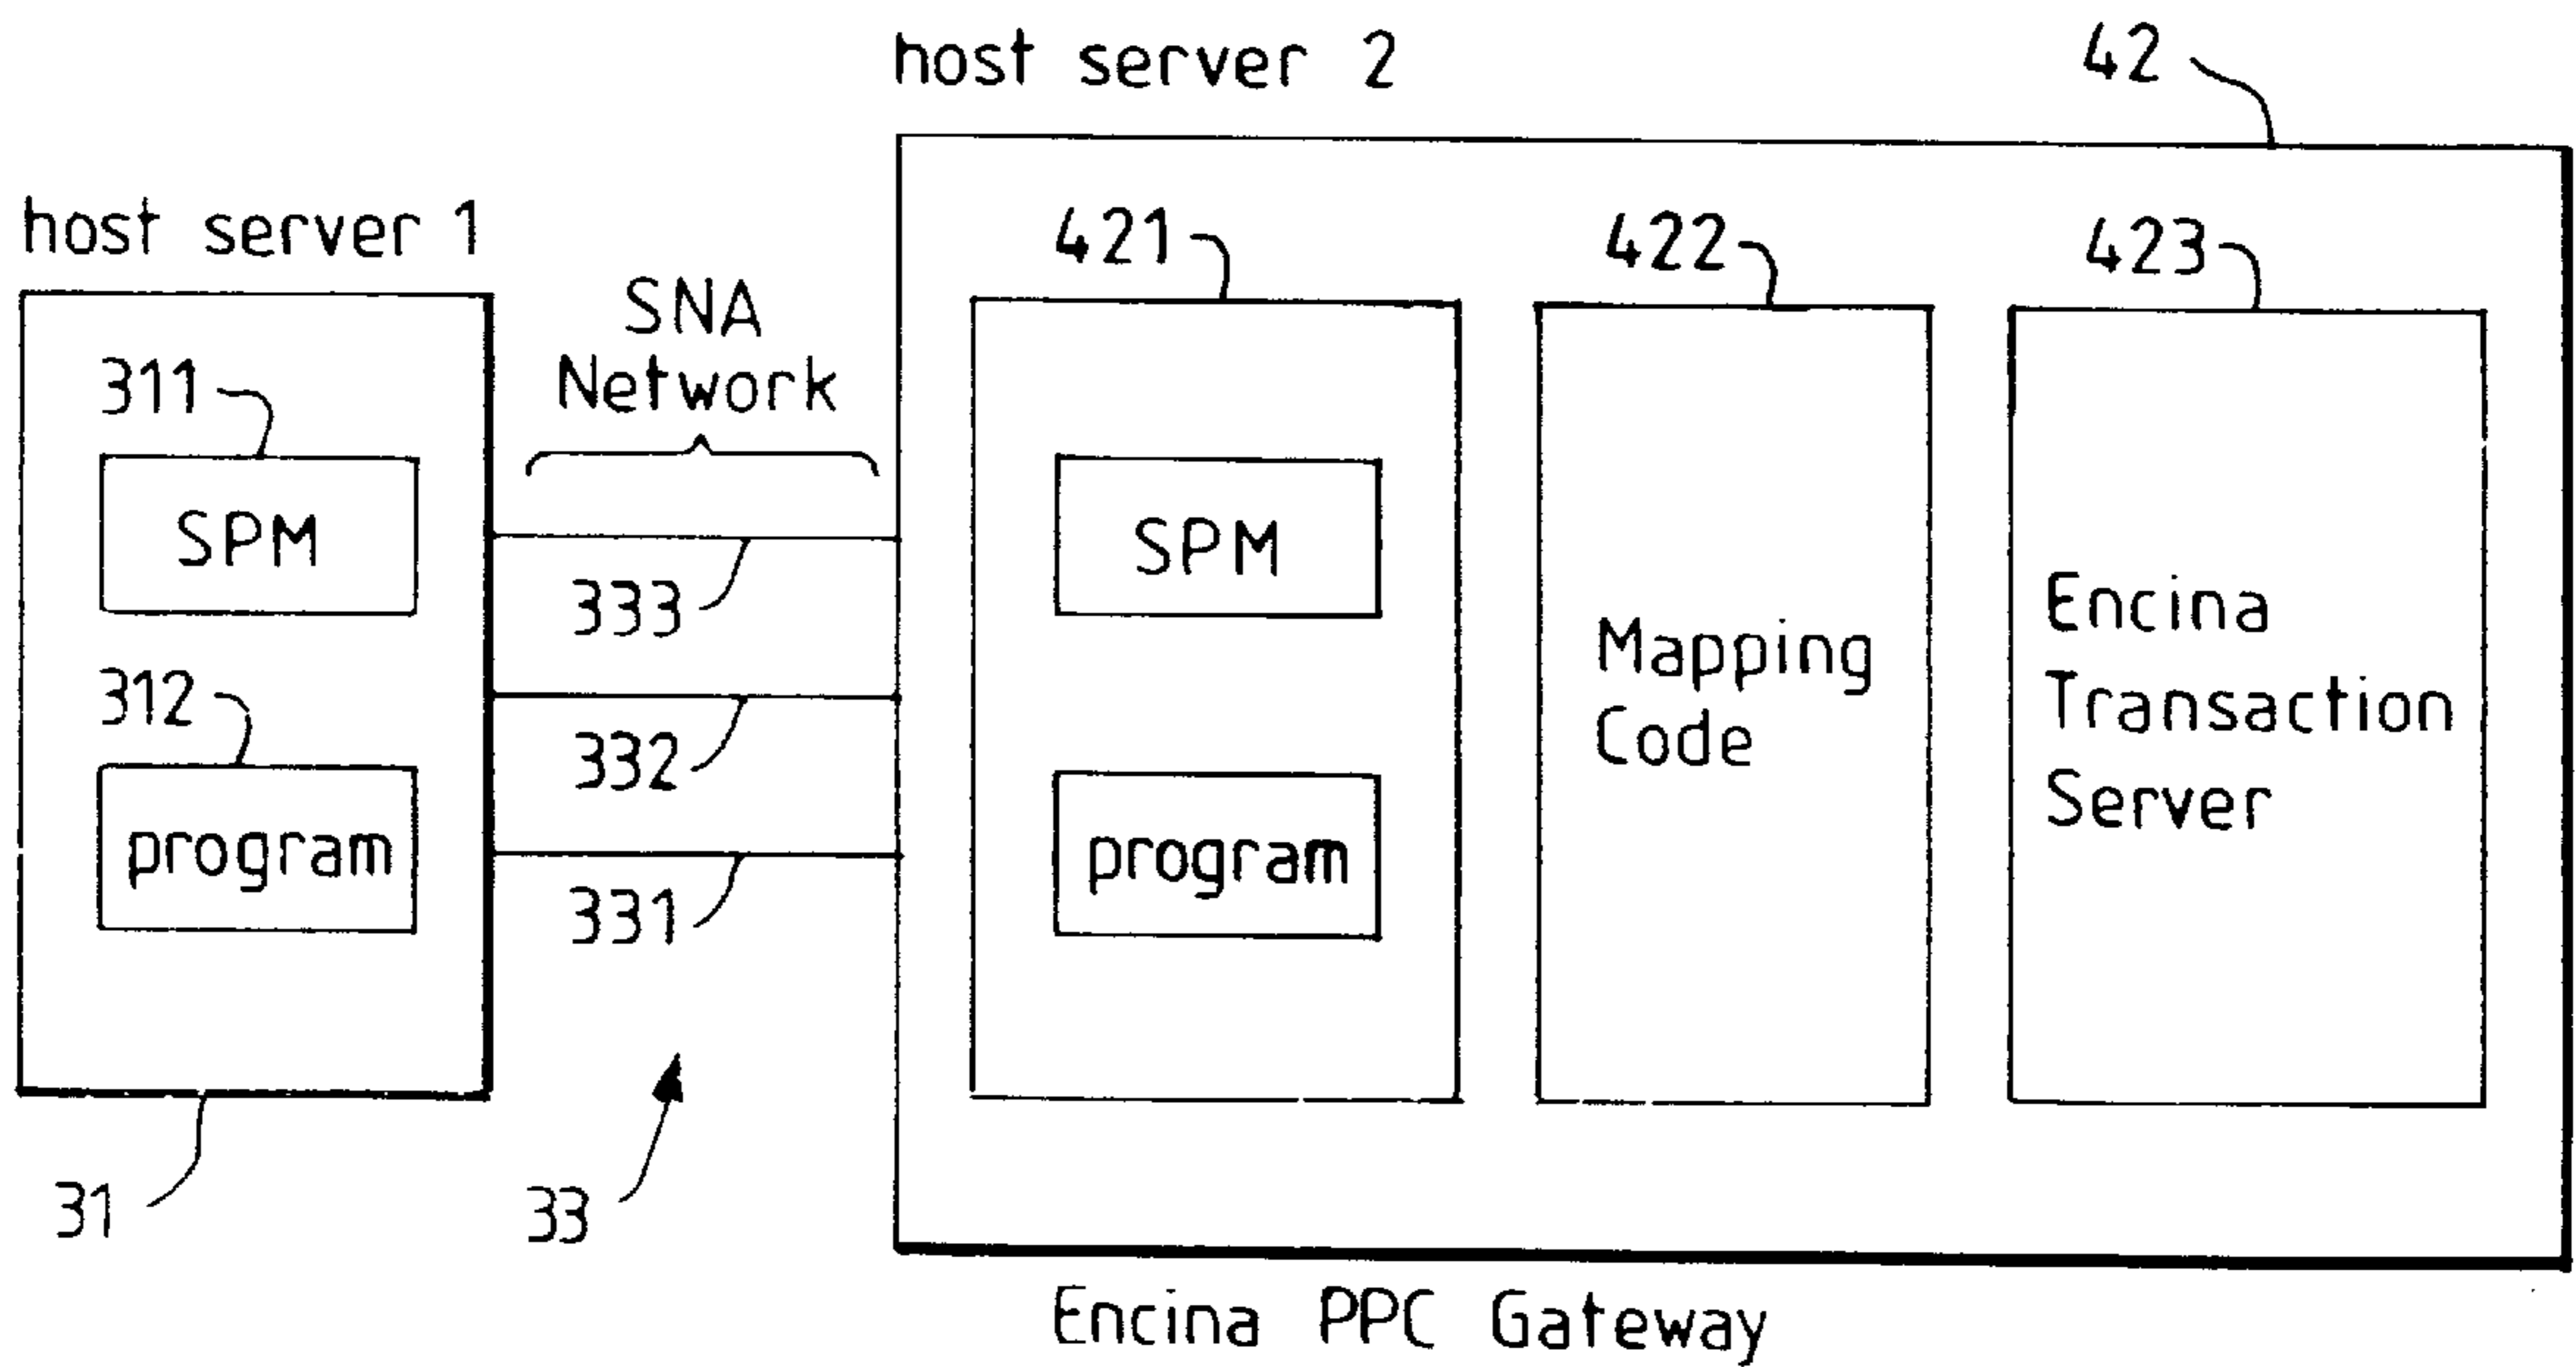 host server 2
42
host server 1
421
422
423
SNA
Network
311
SPM
SPM
333
Encina
Transaction
Server
Mapping
Code
312
332
program
program
331
31
33
Encina PPC Gateway